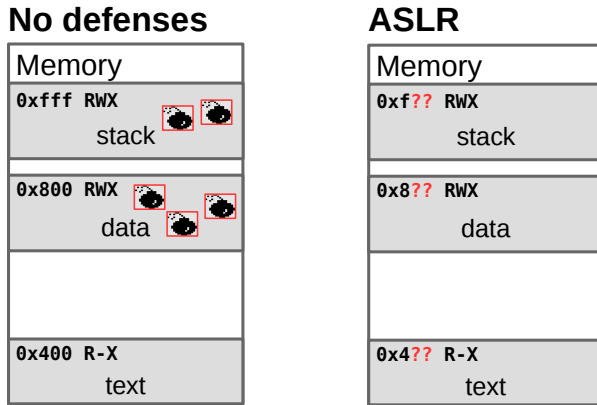 No defenses
Memory
0xfff RWX
stack
0x800 RWX
data
0x400 R-X
text
ASLR
Memory
0xf?? RWX
stack
0x8?? RWX
data
0x4?? R-X
text